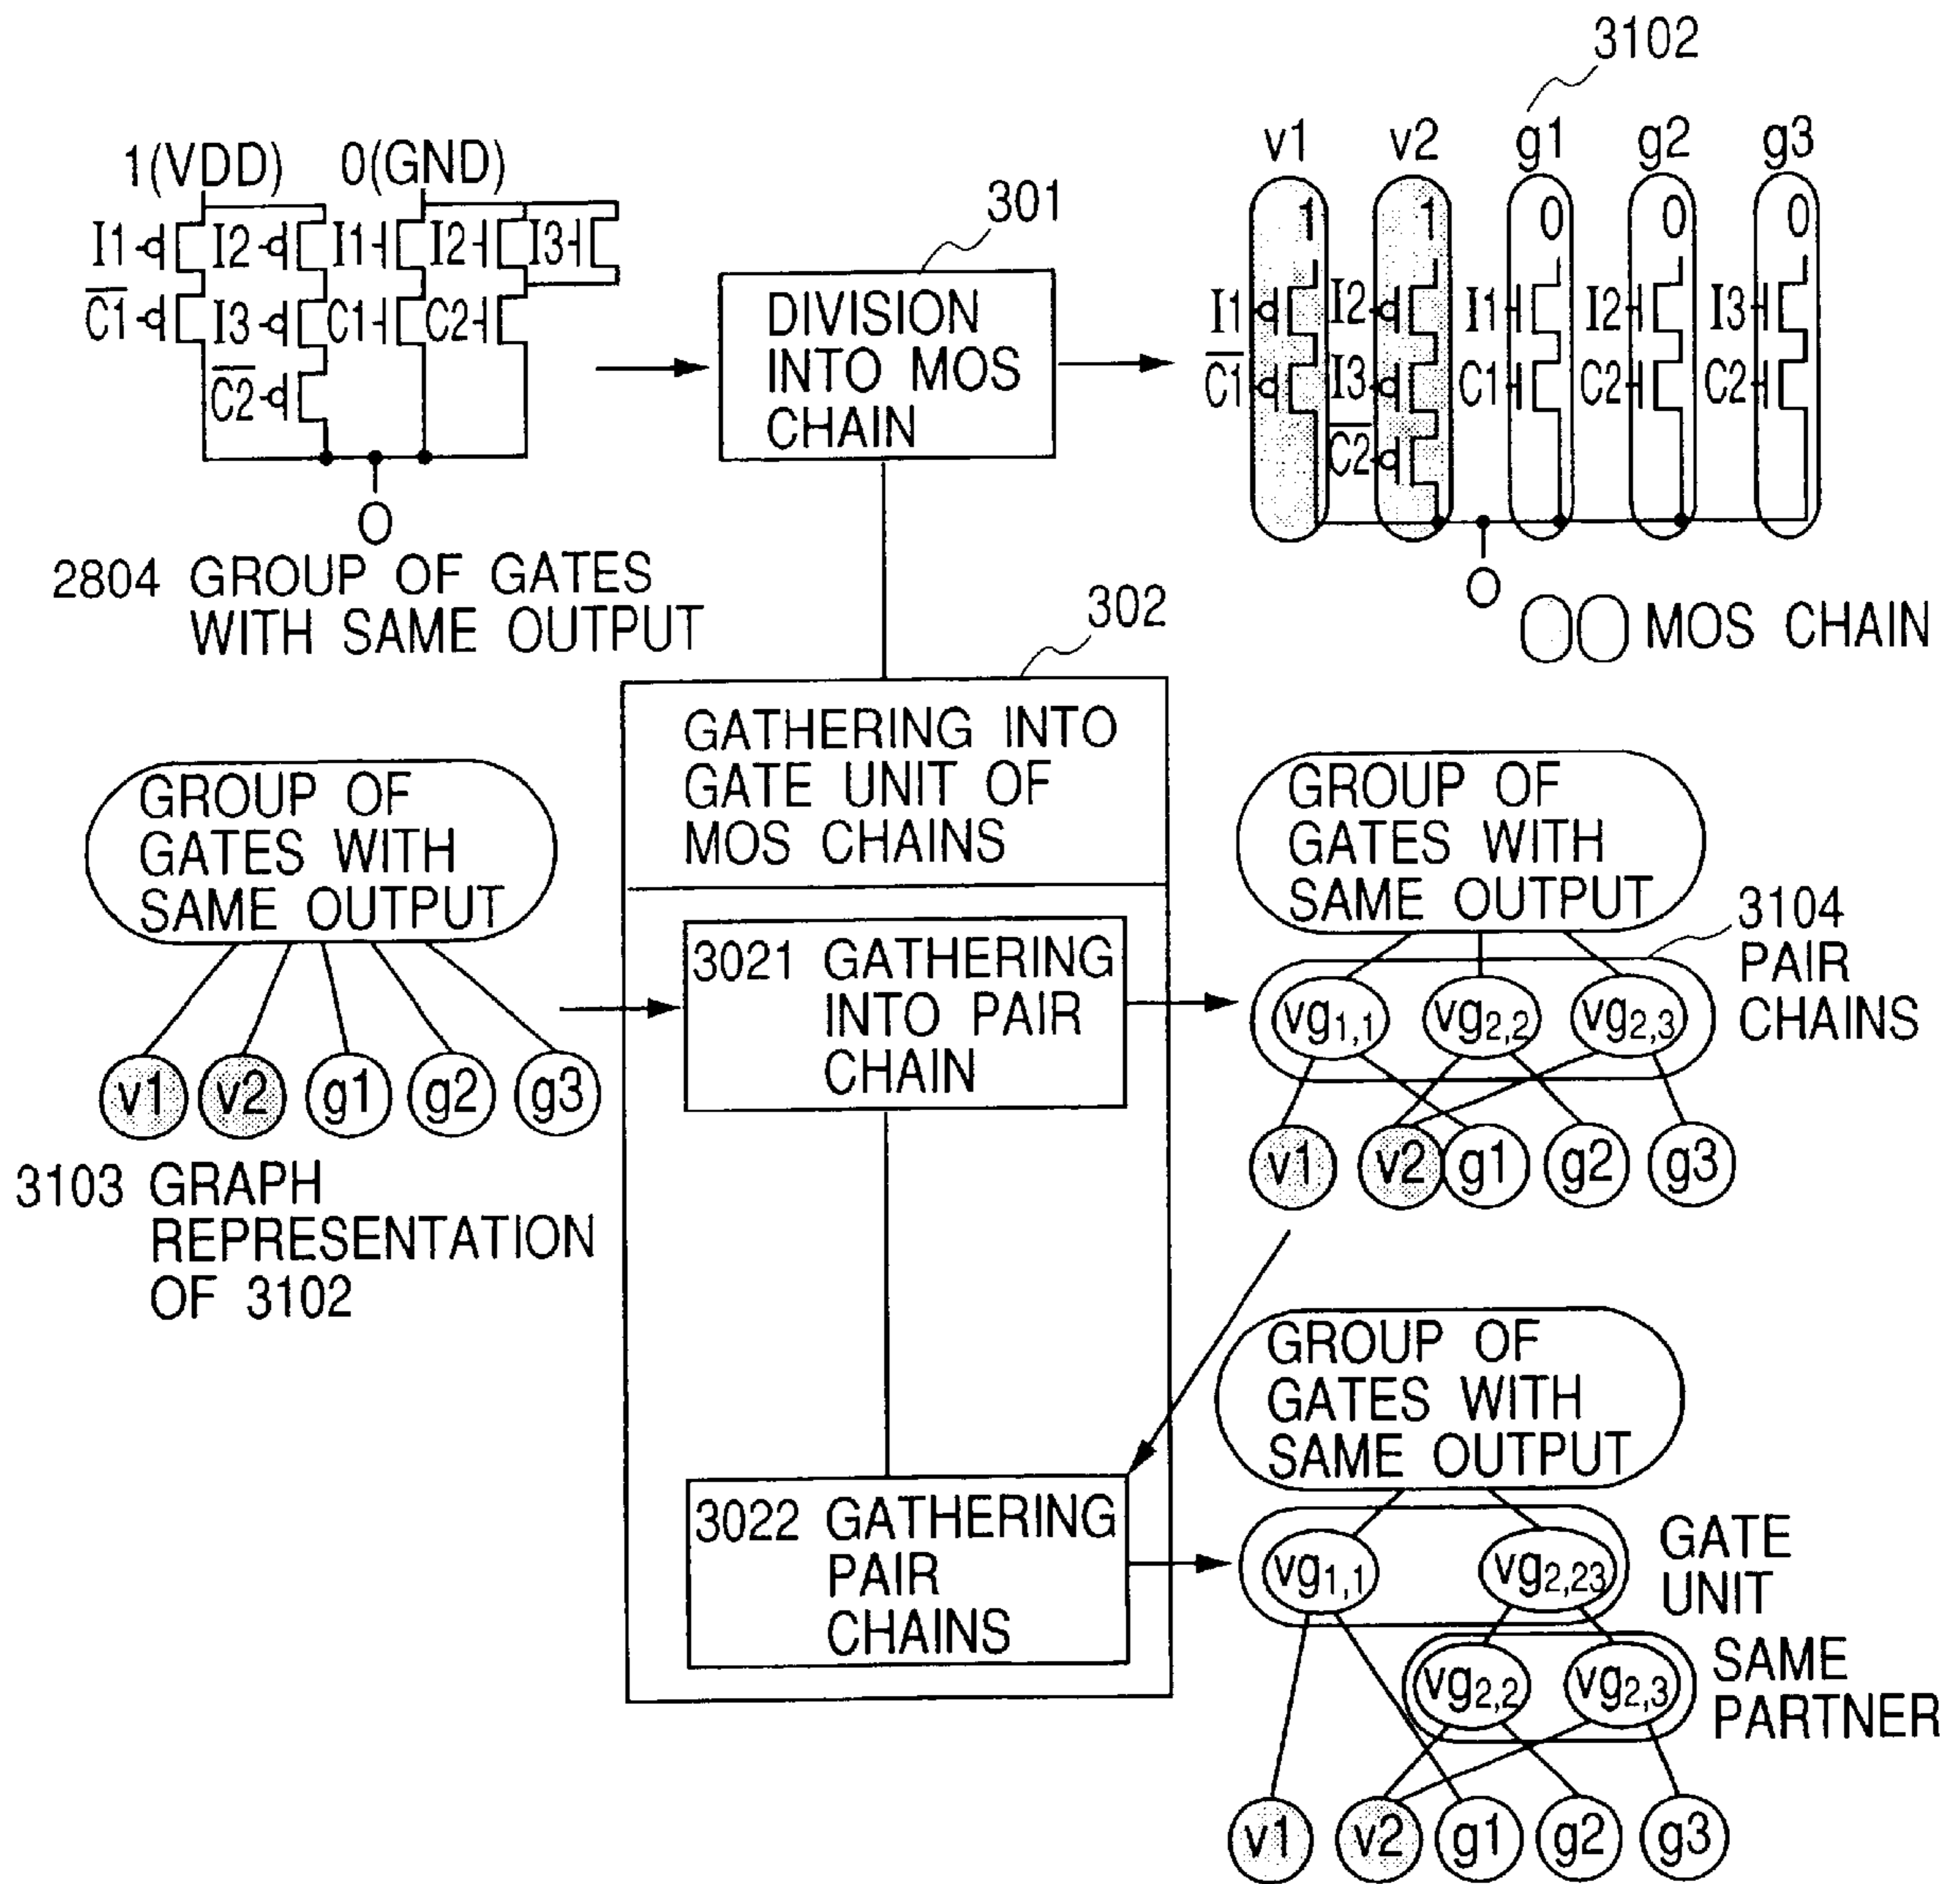 3102
v1 v2 g1 g2 g3
1(VDD) 0(GND)
301
1 1 0 0 0
I1 I2 I1 I2 I3
C̅1̅ I3 C1 C2
C̅2̅
O
2804 GROUP OF GATES
WITH SAME OUTPUT
DIVISION
INTO MOS
CHAIN
I1 I2 I1 I2 I3
C̅1̅ I3 C1 C2 C2
C̅2̅
O
MOS CHAIN
302
GATHERING INTO
GATE UNIT OF
MOS CHAINS
GROUP OF
GATES WITH
SAME OUTPUT
v1 v2 g1 g2 g3
3103 GRAPH
REPRESENTATION
OF 3102
3021 GATHERING
INTO PAIR
CHAIN
GROUP OF
GATES WITH
SAME OUTPUT
3104
PAIR
CHAINS
vg1,1 vg2,2 vg2,3
v1 v2 g1 g2 g3
3022 GATHERING
PAIR
CHAINS
GROUP OF
GATES WITH
SAME OUTPUT
vg1,1 vg2,23
GATE
UNIT
vg2,2 vg2,3
SAME
PARTNER
v1 v2 g1 g2 g3